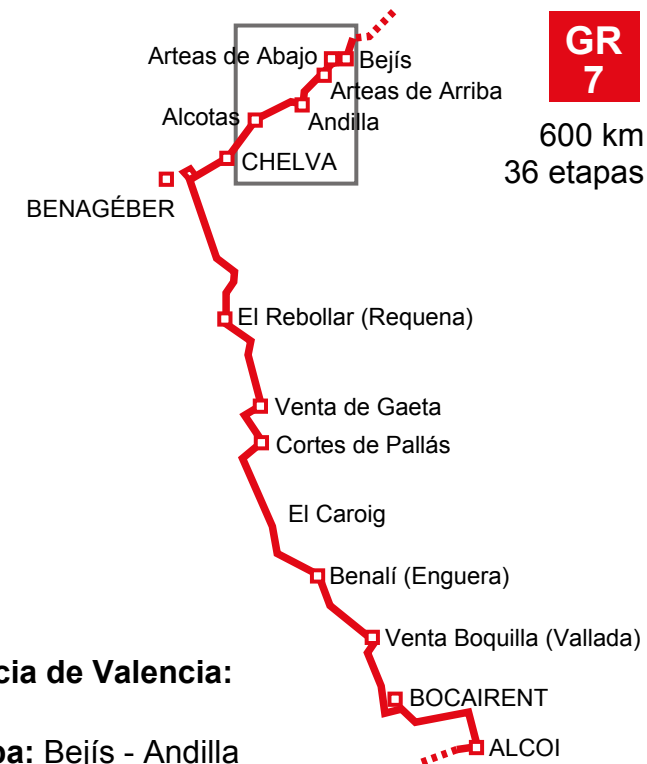 GR
7
600 km
36 etapas
Arteas de Abajo
Bejís
Arteas de Arriba
Alcotas
Andilla
CHELVA
BENAGÉBER
El Rebollar (Requena)
Venta de Gaeta
Cortes de Pallás
El Caroig
Benalí (Enguera)
Venta Boquilla (Vallada)
cia de Valencia:
BOCAIRENT
pa: Bejís - Andilla
ALCOI